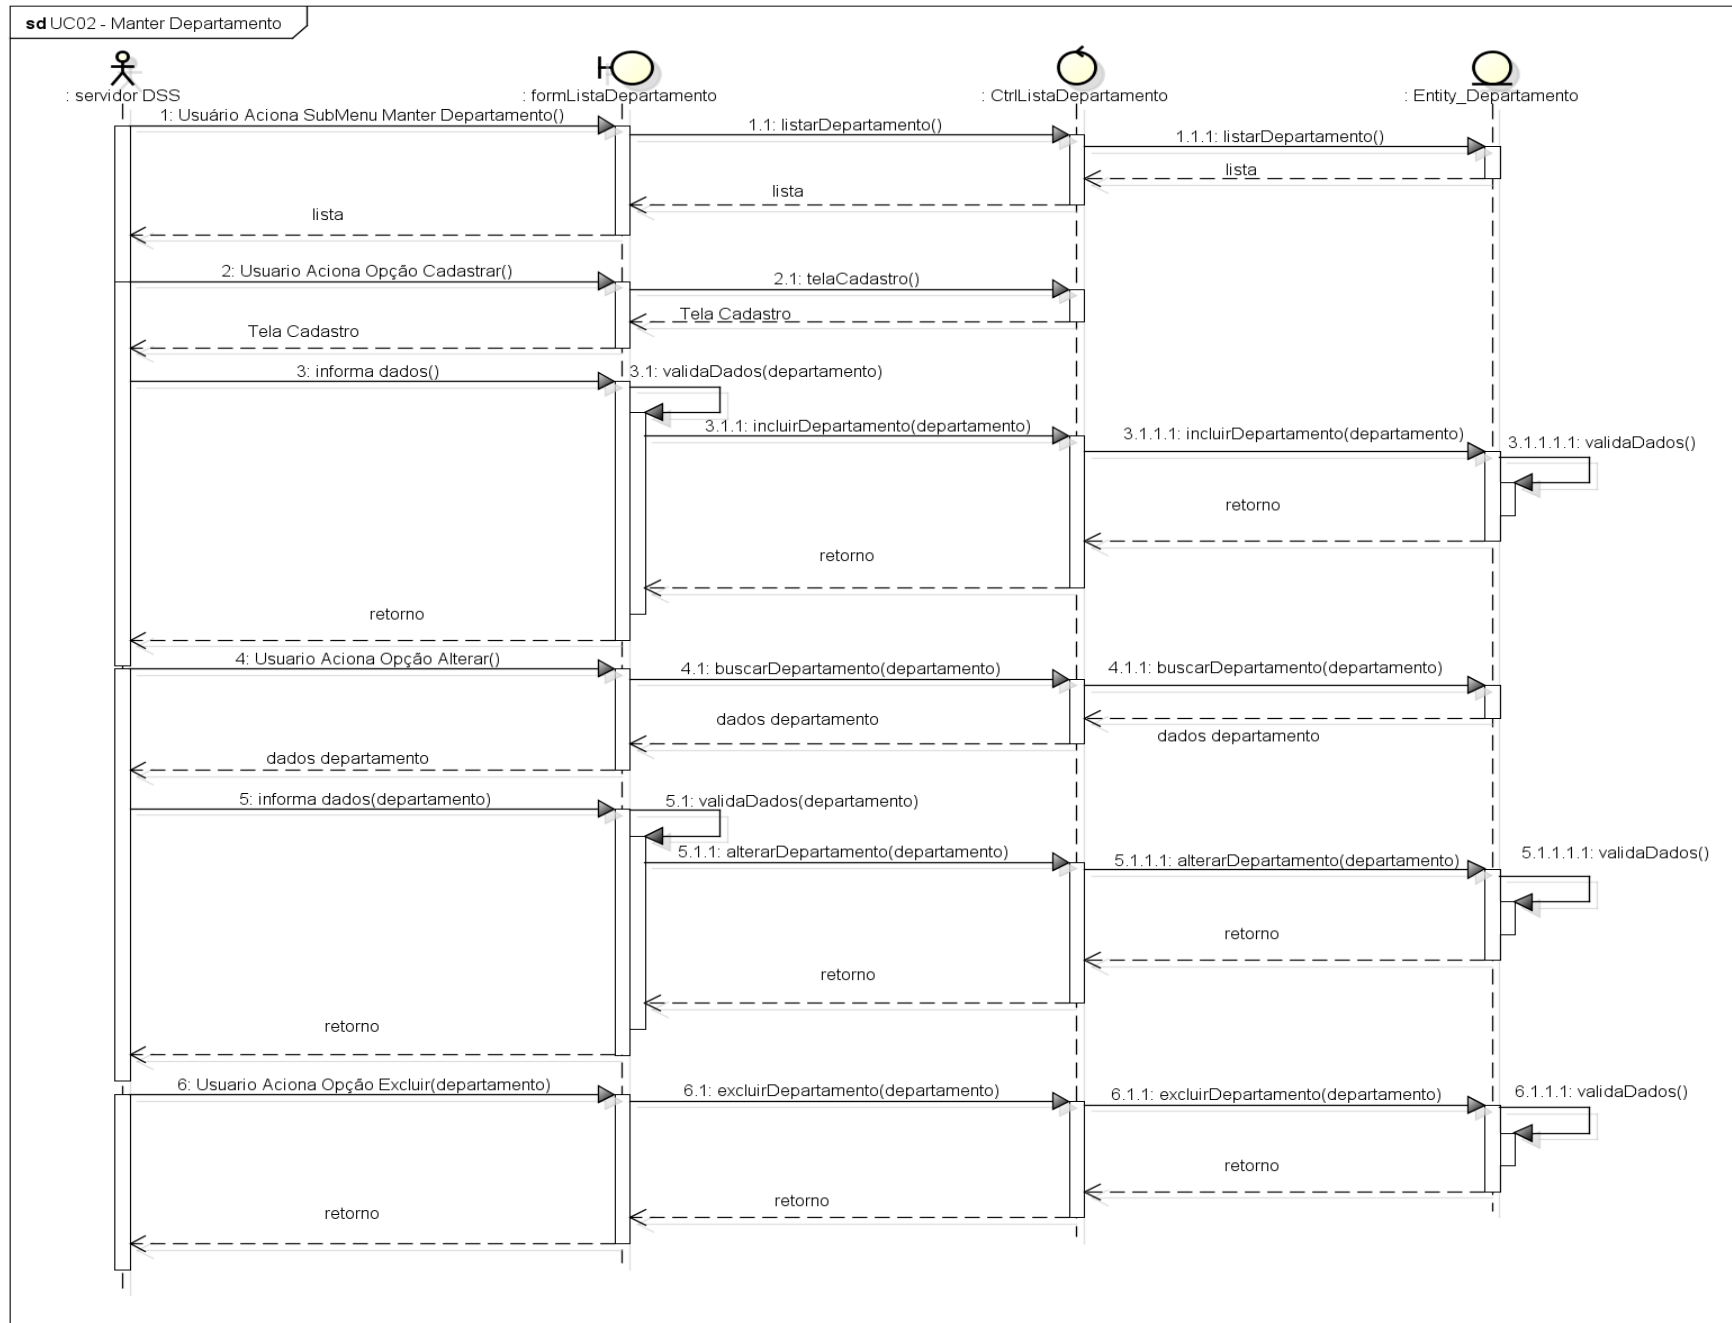 sd UC02 - Manter Departamento
: servidor DSS
: formListaDepartamento
: CtrlListaDepartamento
: Entity_Departamento
1: Usuário Aciona SubMenu Manter Departamento()
1.1: listarDepartamento()
1.1.1: listarDepartamento()
lista
lista
lista
2: Usuario Aciona Opção Cadastrar()
2.1: telaCadastro()
Tela Cadastro
Tela Cadastro
3: informa dados()
3.1: validaDados(departamento)
3.1.1: incluirDepartamento(departamento)
3.1.1.1: incluirDepartamento(departamento)
3.1.1.1.1: validaDados()
retorno
retorno
retorno
4: Usuario Aciona Opção Alterar()
4.1: buscarDepartamento(departamento)
4.1.1: buscarDepartamento(departamento)
dados departamento
dados departamento
dados departamento
5: informa dados(departamento)
5.1: validaDados(departamento)
5.1.1: alterarDepartamento(departamento)
5.1.1.1: alterarDepartamento(departamento)
5.1.1.1.1: validaDados()
retorno
retorno
retorno
6: Usuario Aciona Opção Excluir(departamento)
6.1: excluirDepartamento(departamento)
6.1.1: excluirDepartamento(departamento)
6.1.1.1: validaDados()
retorno
retorno
retorno